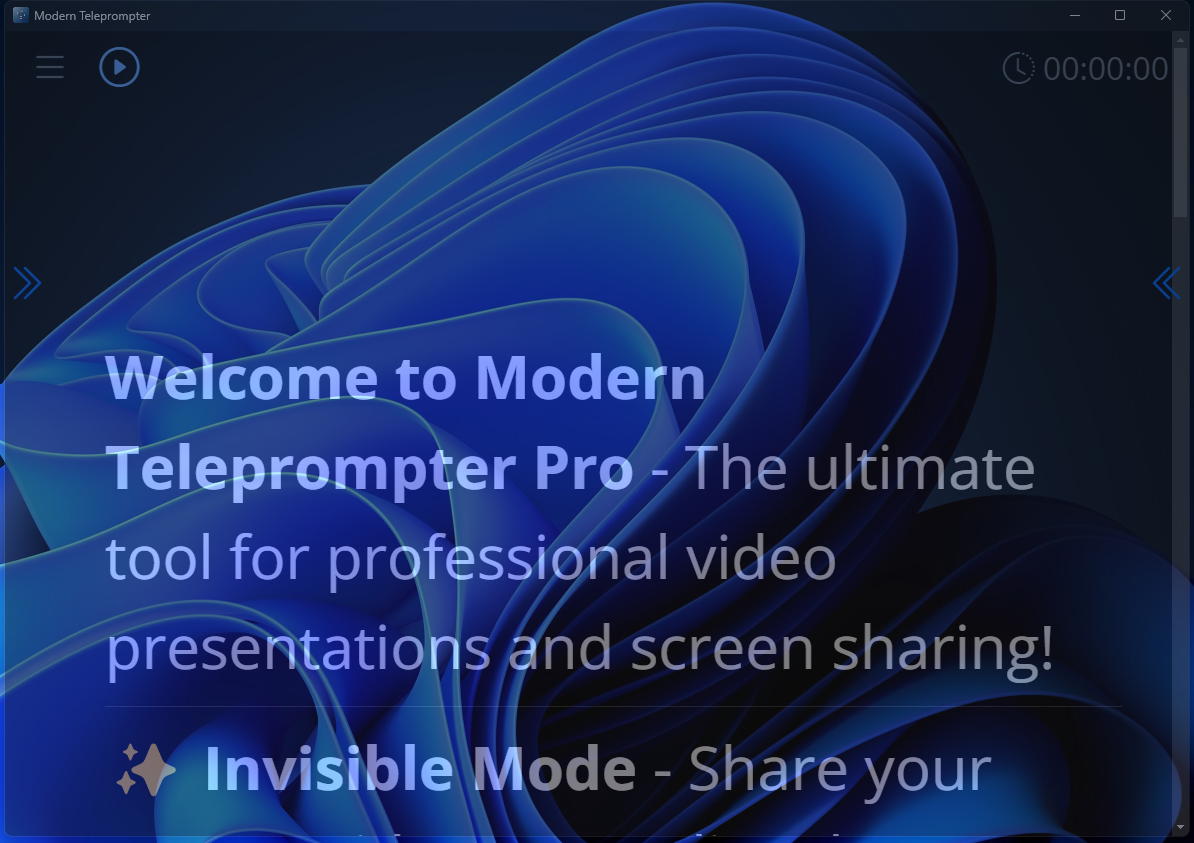 Modern Teleprompter
00:00:00
Welcome to Modern
Teleprompter Pro - The ultimate
tool for professional video
presentations and screen sharing!
Invisible Mode - Share your